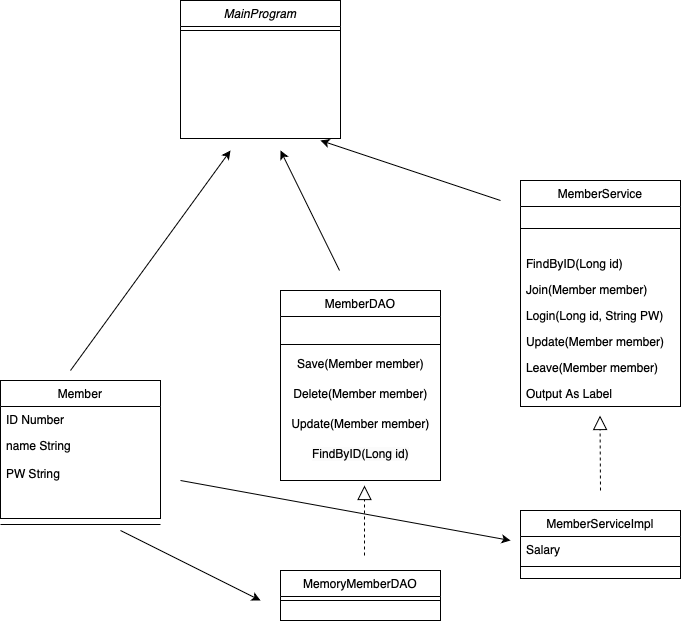 MainProgram
MemberService
FindByID(Long id)
Join(Member member)
Login(Long id, String PW)
Update(Member member)
Leave(Member member)
Output As Label
MemberDAO
Save(Member member)
Delete(Member member)
Update(Member member)
FindByID(Long id)
Member
ID Number
name String
PW String
MemberServiceImpl
Salary
MemoryMemberDAO